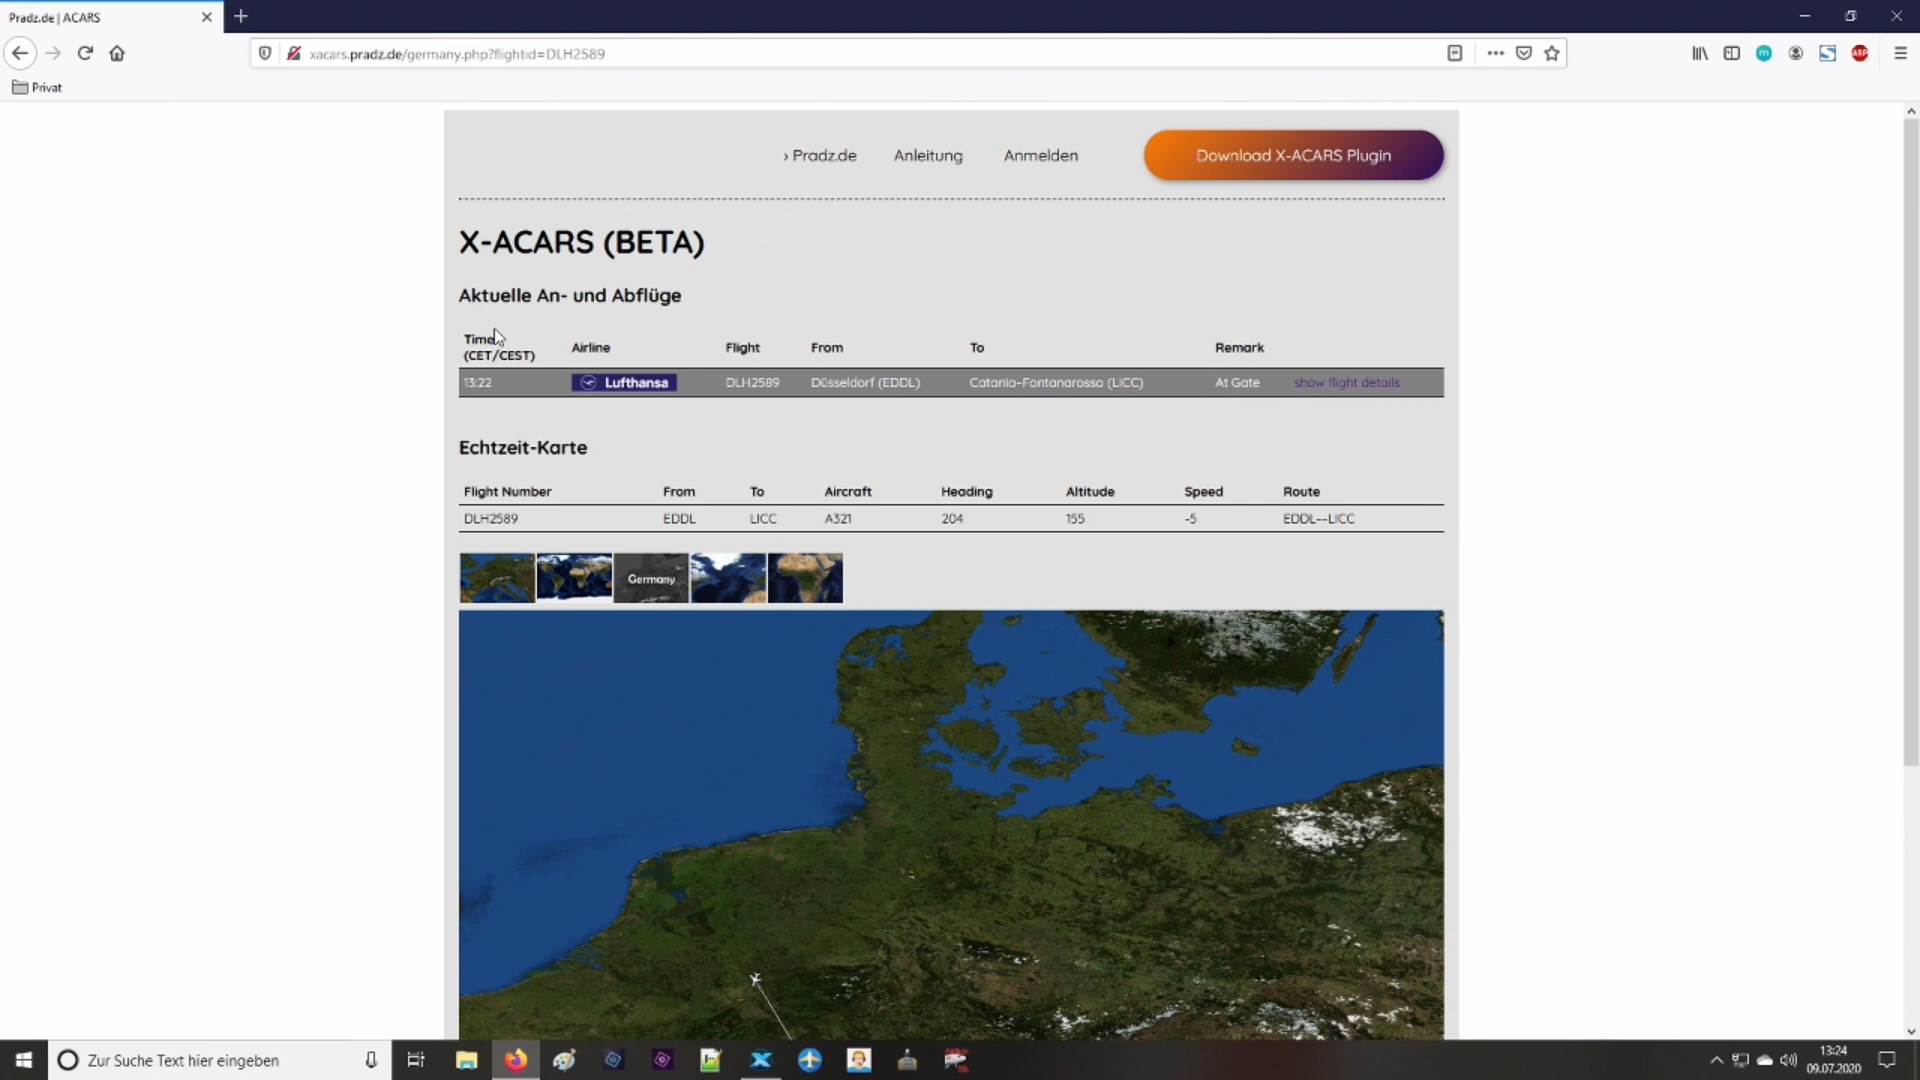 Pradz.de | ACARS
xacars.pradz.de/germany.php?flightid=DLH2589
Privat
› Pradz.de Anleitung Anmelden Download X-ACARS Plugin
X-ACARS (BETA)
Aktuelle An- und Abflüge
Time (CET/CEST) Airline Flight From To Remark
13:22 Lufthansa DLH2589 Düsseldorf (EDDL) Catania-Fontanarossa (LICC) At Gate show flight details
Echtzeit-Karte
Flight Number From To Aircraft Heading Altitude Speed Route
DLH2589 EDDL LICC A321 204 155 -5 EDDL--LICC
Germany
Zur Suche Text hier eingeben
13:24
09.07.2020